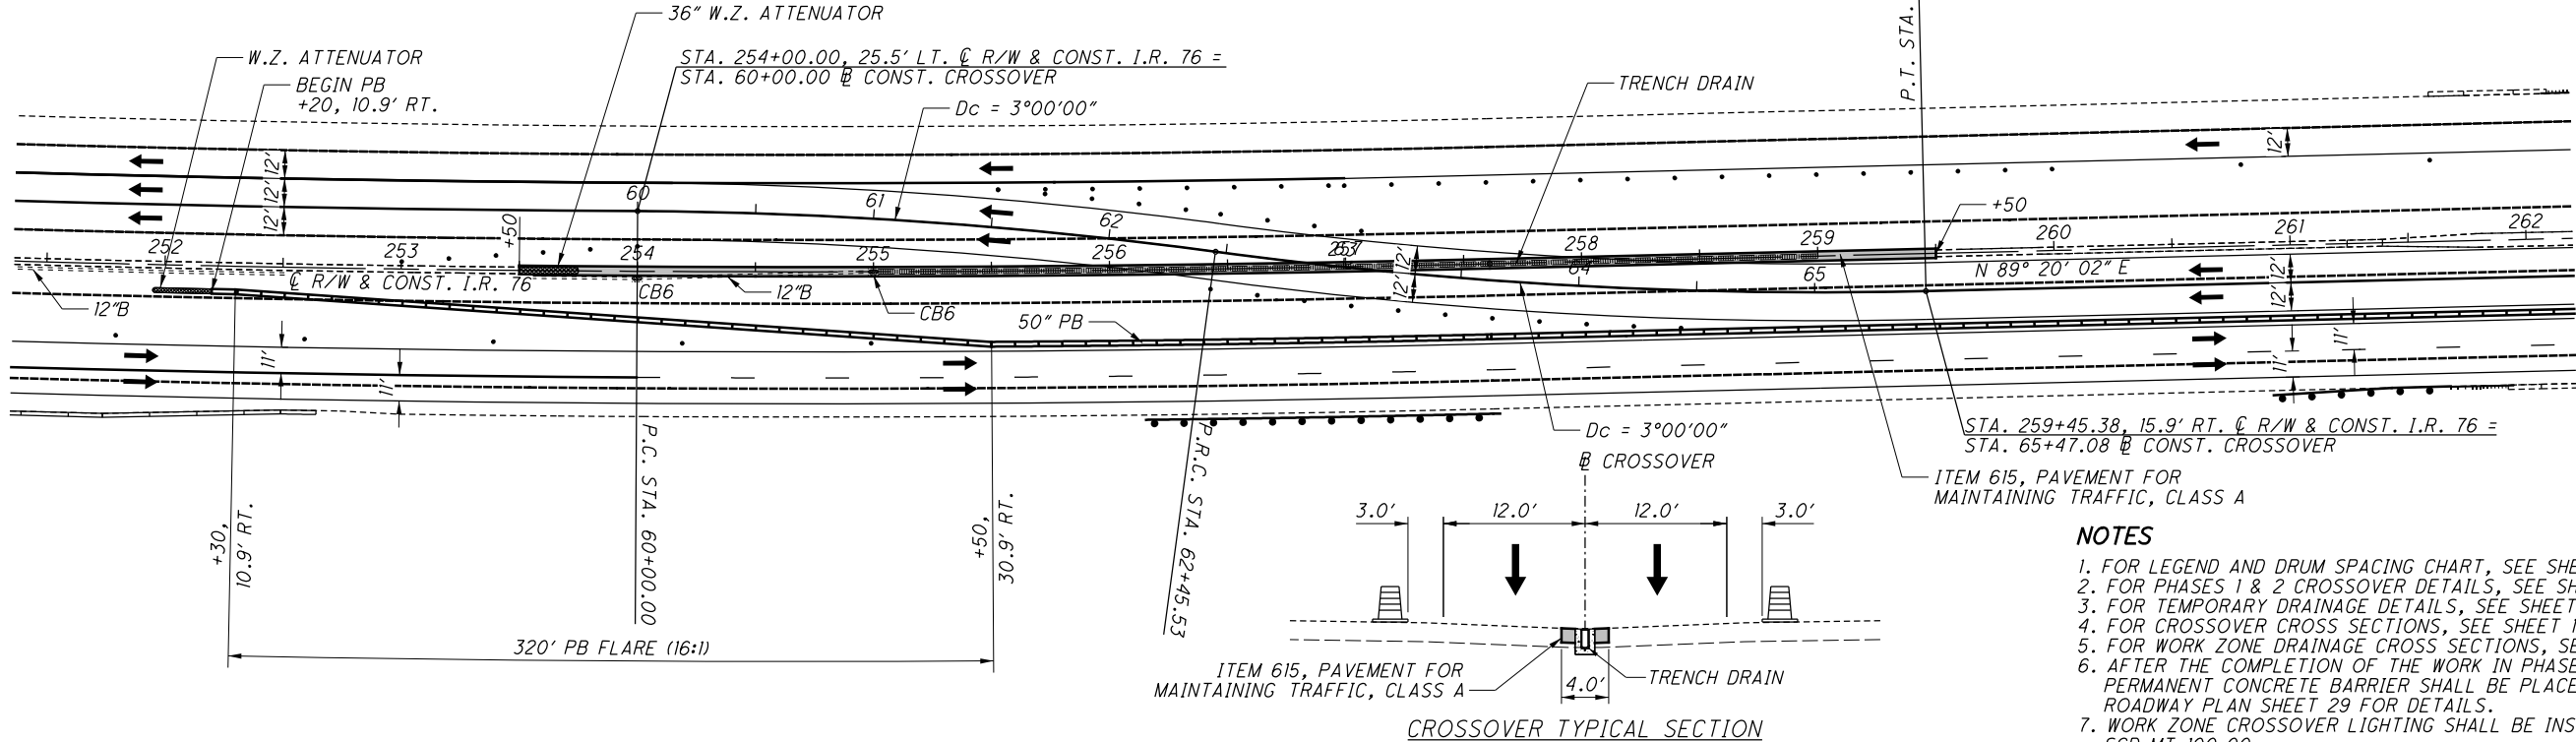 36" W.Z. ATTENUATOR
W.Z. ATTENUATOR
BEGIN PB
+20, 10.9' RT.
STA. 254+00.00, 25.5' LT. ℄ R/W & CONST. I.R. 76 =
STA. 60+00.00 ⅊ CONST. CROSSOVER
Dc = 3°00'00"
TRENCH DRAIN
P.T. STA.
12'
12'
12'
12'
60
61
62
+50
252
253
254
255
256
257
63
258
259
260
261
262
+50
64
65
12'
12'
12'
12'
N 89° 20' 02" E
℄ R/W & CONST. I.R. 76
12"B
CB6
12"B
CB6
50" PB
11'
11'
11'
11'
Dc = 3°00'00"
STA. 259+45.38, 15.9' RT. ℄ R/W & CONST. I.R. 76 =
STA. 65+47.08 ⅊ CONST. CROSSOVER
ITEM 615, PAVEMENT FOR
MAINTAINING TRAFFIC, CLASS A
P.C. STA. 60+00.00
P.R.C. STA. 62+45.53
+30,
10.9' RT.
+50,
30.9' RT.
320' PB FLARE (16:1)
⅊ CROSSOVER
3.0'
12.0'
12.0'
3.0'
ITEM 615, PAVEMENT FOR
MAINTAINING TRAFFIC, CLASS A
4.0'
TRENCH DRAIN
CROSSOVER TYPICAL SECTION
NOTES
1. FOR LEGEND AND DRUM SPACING CHART, SEE
2. FOR PHASES 1 & 2 CROSSOVER DETAILS, SEE
3. FOR TEMPORARY DRAINAGE DETAILS, SEE SHEET
4. FOR CROSSOVER CROSS SECTIONS, SEE SHEET
5. FOR WORK ZONE DRAINAGE CROSS SECTIONS,
6. AFTER THE COMPLETION OF THE WORK IN
PERMANENT CONCRETE BARRIER SHALL BE
ROADWAY PLAN SHEET 29 FOR DETAILS.
7. WORK ZONE CROSSOVER LIGHTING SHALL BE